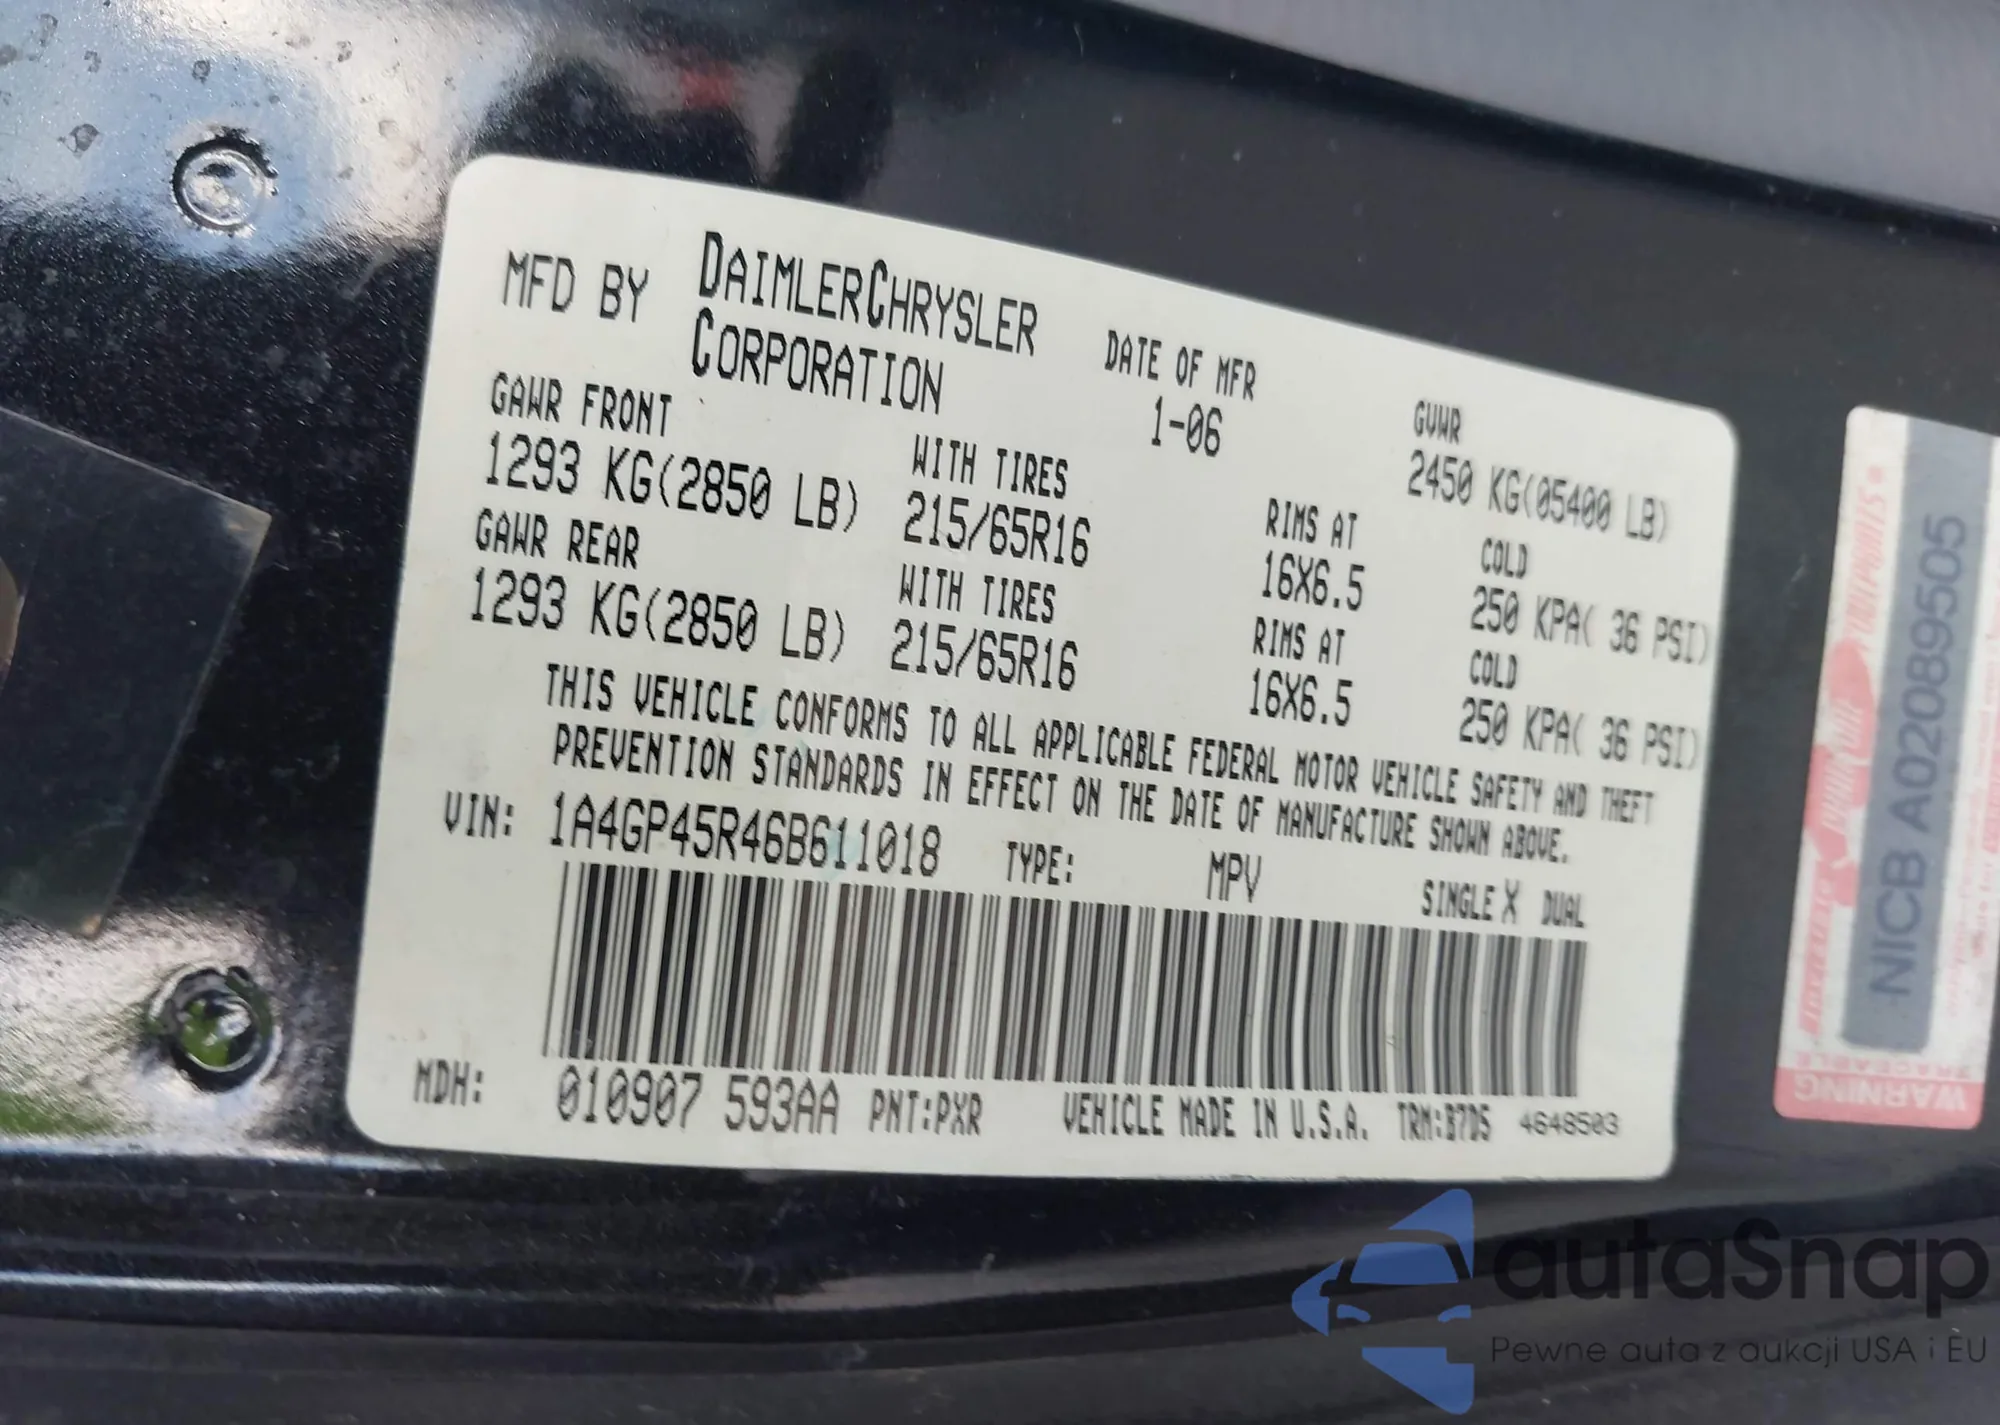 MFD BY DAIMLERCHRYSLER CORPORATION
DATE OF MFR 1-06
GVWR 2450 KG(05400 LB)
GAWR FRONT WITH TIRES RIMS AT COLD
1293 KG(2850 LB) 215/65R16 16X6.5 250 KPA( 36 PSI)
GAWR REAR WITH TIRES RIMS AT COLD
1293 KG(2850 LB) 215/65R16 16X6.5 250 KPA( 36 PSI)
THIS VEHICLE CONFORMS TO ALL APPLICABLE FEDERAL MOTOR VEHICLE SAFETY AND THEFT
PREVENTION STANDARDS IN EFFECT ON THE DATE OF MANUFACTURE SHOWN ABOVE.
VIN: 1A4GP45R46B611018 TYPE: MPV SINGLE X DUAL
MDH: 010907 593AA PNT:PXR VEHICLE MADE IN U.S.A. TRM:B7D5 4648503
NICB A02089505
WARNING
TRACEABLE
autaSnap
Pewne auta z aukcji USA i EU